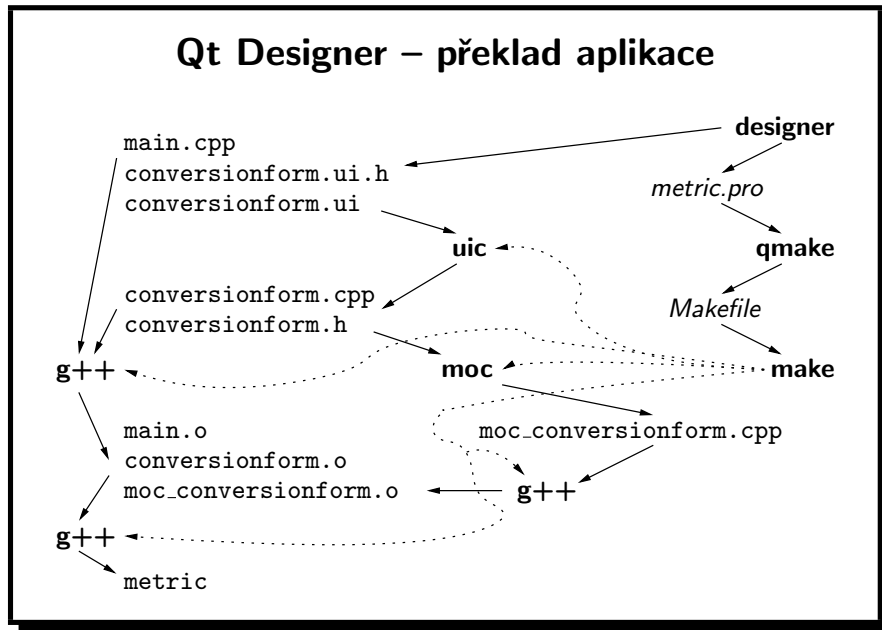 Qt Designer – překlad aplikace
designer
main.cpp
conversionform.ui.h
metric.pro
conversionform.ui
uic
qmake
conversionform.cpp
Makefile
conversionform.h
g++
moc
make
main.o
moc_conversionform.cpp
conversionform.o
moc_conversionform.o
g++
g++
metric